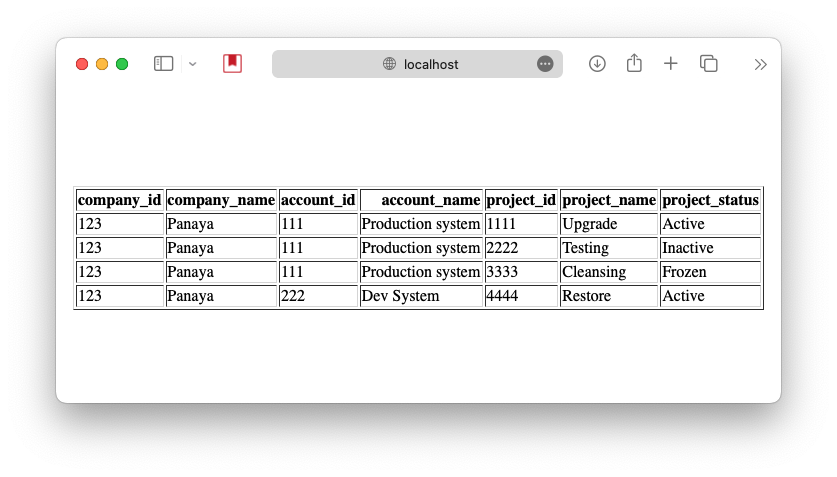 localhost
company_id company_name account_id account_name project_id project_name project_status
123 Panaya 111 Production system 1111 Upgrade Active
123 Panaya 111 Production system 2222 Testing Inactive
123 Panaya 111 Production system 3333 Cleansing Frozen
123 Panaya 222 Dev System 4444 Restore Active